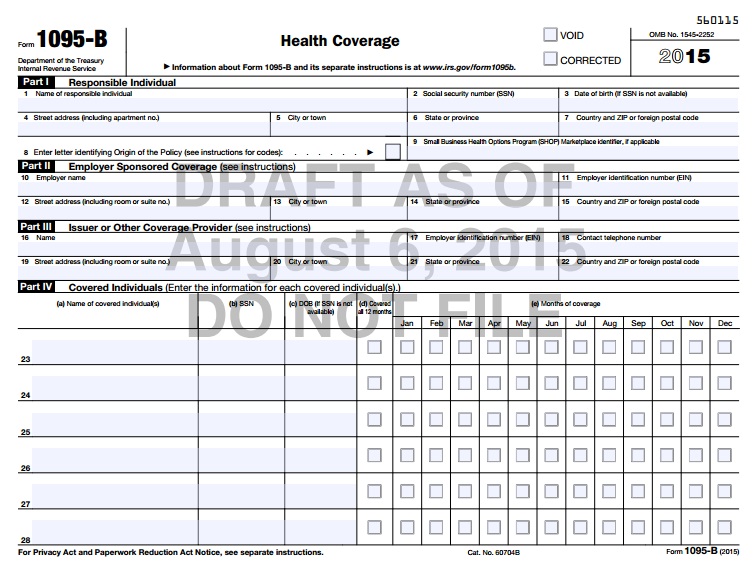 560115
Form 1095-B
Department of the Treasury
Internal Revenue Service
Health Coverage
▶ Information about Form 1095-B and its separate instructions is at www.irs.gov/form1095b.
VOID
CORRECTED
OMB No. 1545-2252
2015
Part I Responsible Individual
1 Name of responsible individual 2 Social security number (SSN) 3 Date of birth (If SSN is not available)
4 Street address (including apartment no.) 5 City or town 6 State or province 7 Country and ZIP or foreign postal code
8 Enter letter identifying Origin of the Policy (see instructions for codes): . . . . . . ▶
9 Small Business Health Options Program (SHOP) Marketplace identifier, if applicable
Part II Employer Sponsored Coverage (see instructions)
10 Employer name 11 Employer identification number (EIN)
12 Street address (including room or suite no.) 13 City or town 14 State or province 15 Country and ZIP or foreign postal code
Part III Issuer or Other Coverage Provider (see instructions)
16 Name 17 Employer identification number (EIN) 18 Contact telephone number
19 Street address (including room or suite no.) 20 City or town 21 State or province 22 Country and ZIP or foreign postal code
Part IV Covered Individuals (Enter the information for each covered individual(s).)
(a) Name of covered individual(s) (b) SSN (c) DOB (If SSN is not available) (d) Covered all 12 months (e) Months of coverage
Jan Feb Mar Apr May Jun Jul Aug Sep Oct Nov Dec
23
24
25
26
27
28
For Privacy Act and Paperwork Reduction Act Notice, see separate instructions. Cat. No. 60704B Form 1095-B (2015)
DRAFT AS OF
August 6, 2015
DO NOT FILE